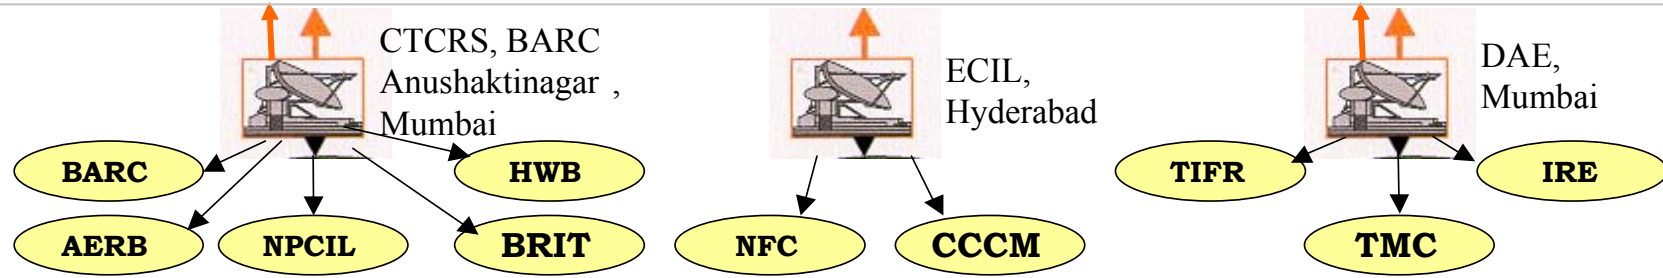 CTCRS, BARC
Anushaktinagar ,
Mumbai
ECIL,
Hyderabad
DAE,
Mumbai
BARC
HWB
TIFR
IRE
AERB
NPCIL
BRIT
NFC
CCCM
TMC